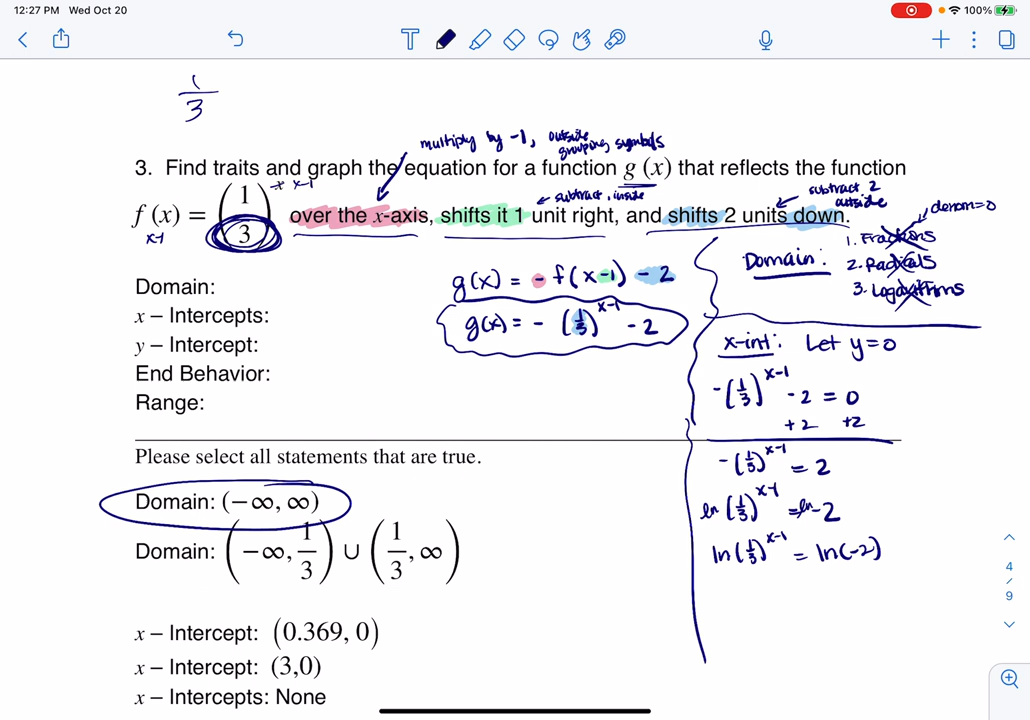 12:27 PM Wed Oct 20
100%
1/3
multiply by -1, outside grouping symbols
3. Find traits and graph the equation for a function g (x) that reflects the function
→ x-1
← subtract, inside
subtract 2 outside
f (x) = (1/3) over the x-axis, shifts it 1 unit right, and shifts 2 units down.
x-1
denom=0
Domain:
1. Fractions
2. Radicals
3. Logarithms
g(x) = - f(x-1) - 2
g(x) = - (1/3)^x-1 - 2
Domain:
x – Intercepts:
y – Intercept:
End Behavior:
Range:
x-int: Let y=0
-(1/3)^x-1 - 2 = 0
+2 +2
-(1/3)^x-1 = 2
ln (1/3)^x-1 = ln -2
ln(1/3)^x-1 = ln(-2)
Please select all statements that are true.
Domain: (−∞, ∞)
Domain: (−∞, 1/3) ∪ (1/3, ∞)
x – Intercept: (0.369, 0)
x – Intercept: (3,0)
x – Intercepts: None
4
/
9